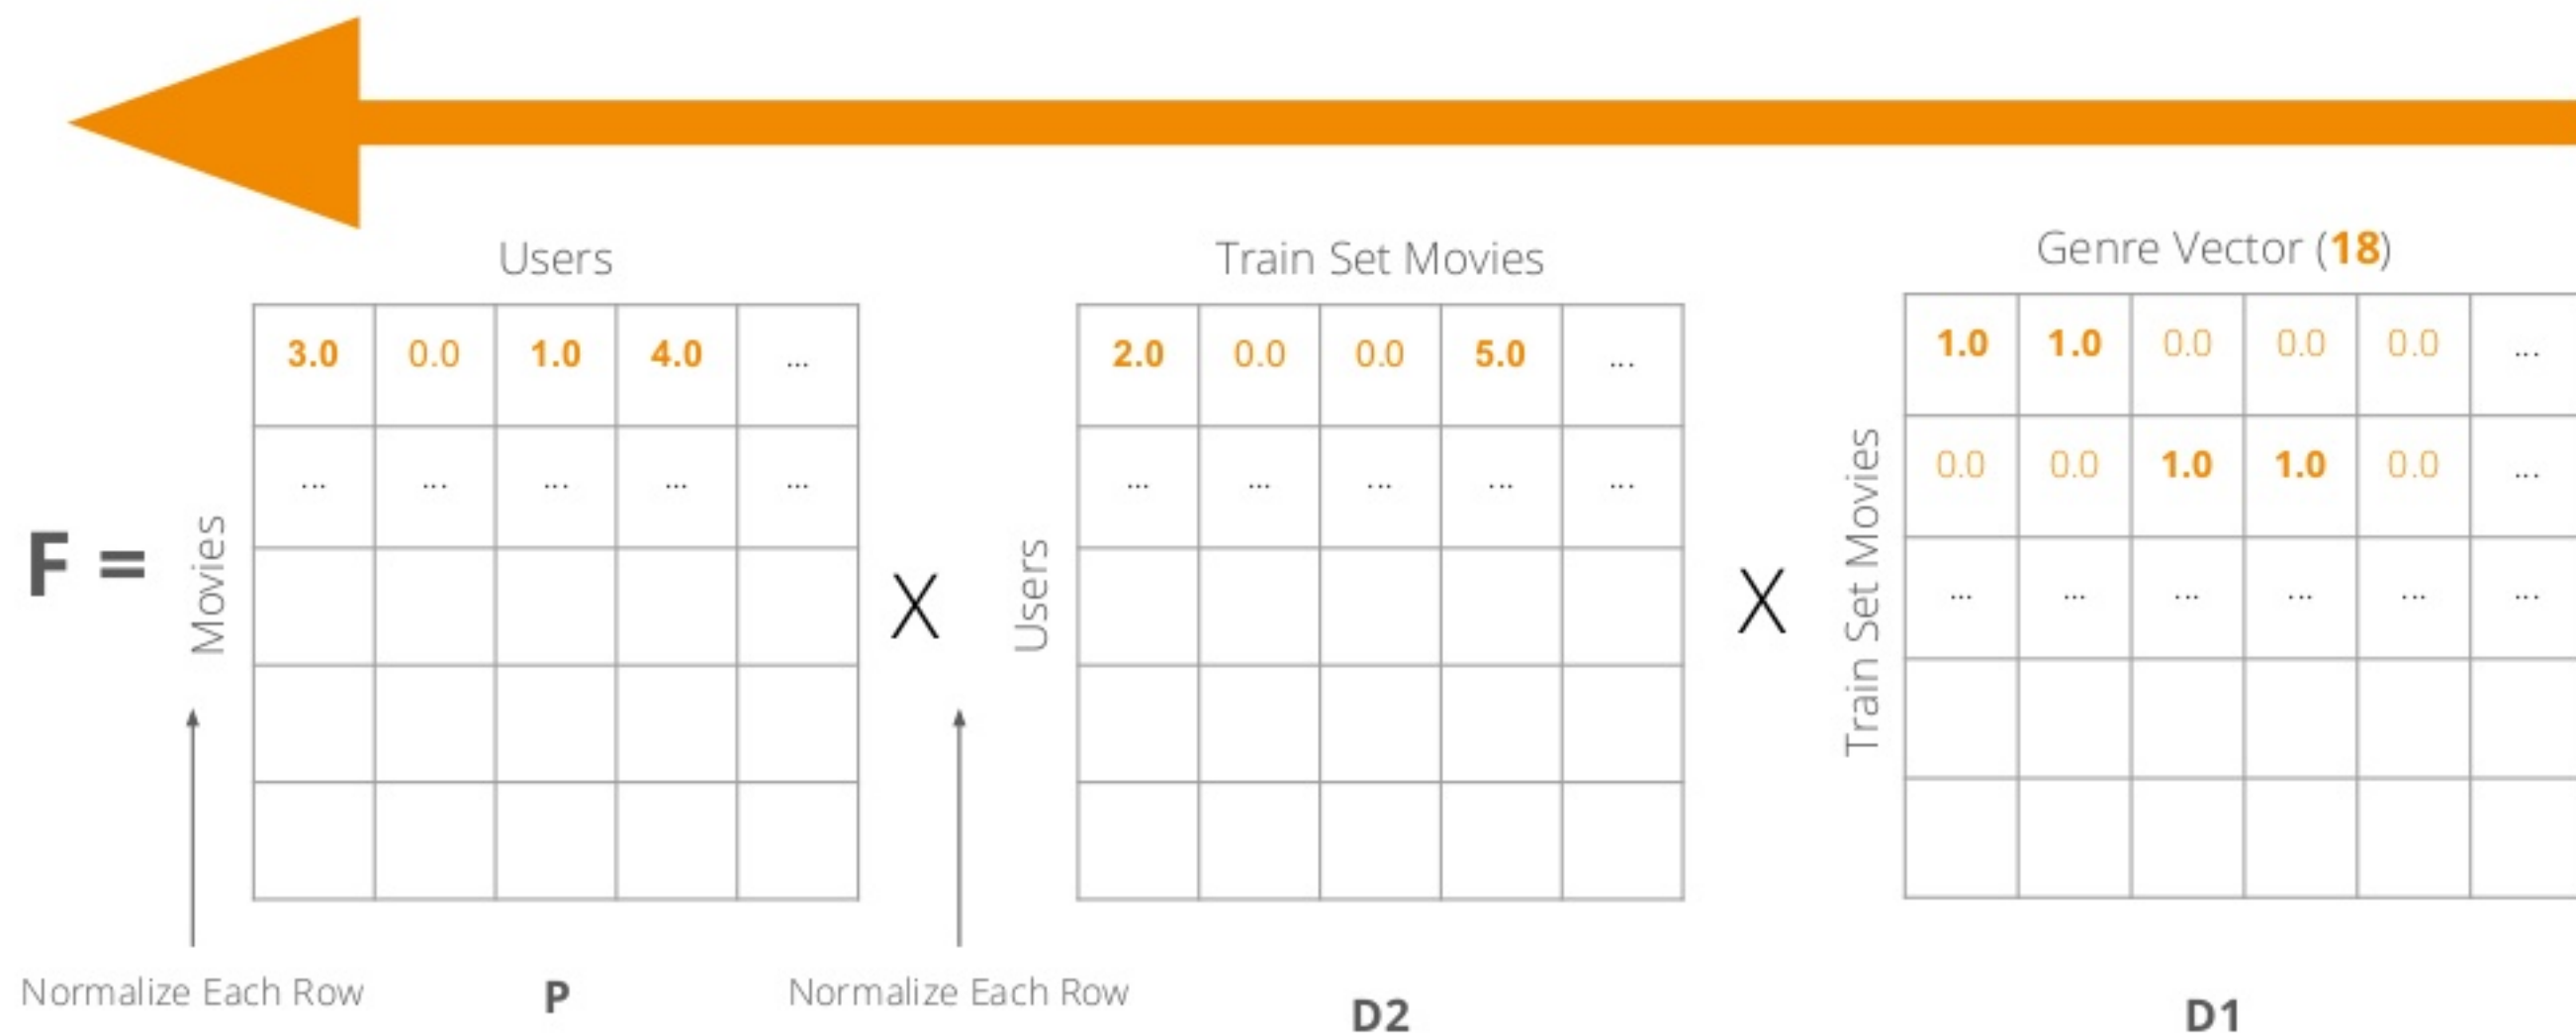 Users
Train Set Movies
Genre Vector (18)
F =
Movies
3.0 0.0 1.0 4.0 ...
... ... ... ... ...
X
Users
2.0 0.0 0.0 5.0 ...
... ... ... ... ...
X
Train Set Movies
1.0 1.0 0.0 0.0 0.0 ...
0.0 0.0 1.0 1.0 0.0 ...
... ... ... ... ... ...
Normalize Each Row
P
Normalize Each Row
D2
D1